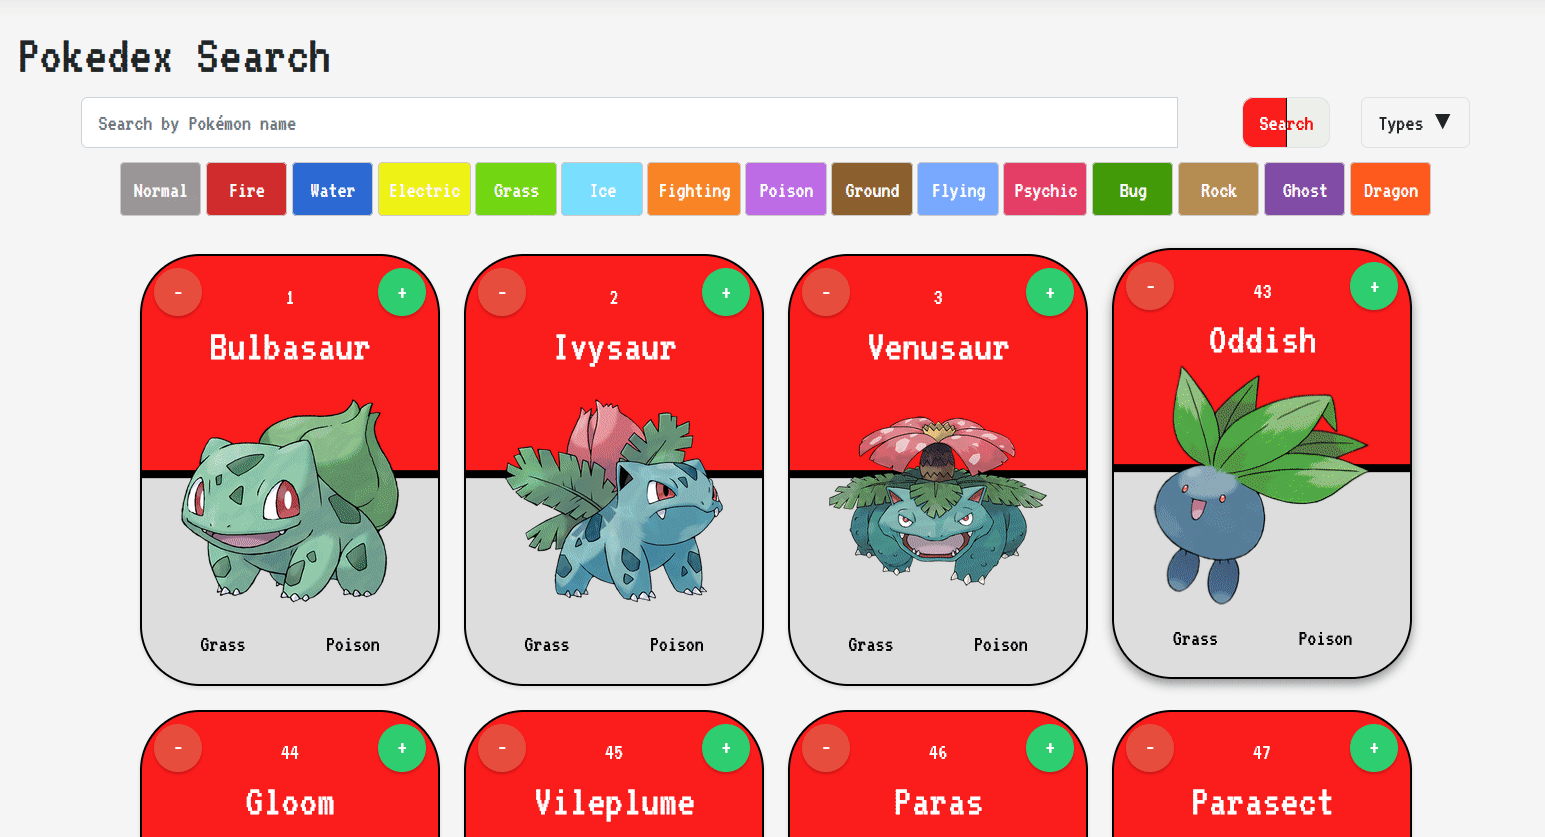 Pokedex Search
Search by Pokémon name
Search
Types ▼
Normal Fire Water Electric Grass Ice Fighting Poison Ground Flying Psychic Bug Rock Ghost Dragon
- 1 +
Bulbasaur
Grass Poison
- 2 +
Ivysaur
Grass Poison
- 3 +
Venusaur
Grass Poison
- 43 +
Oddish
Grass Poison
- 44 +
Gloom
- 45 +
Vileplume
- 46 +
Paras
- 47 +
Parasect